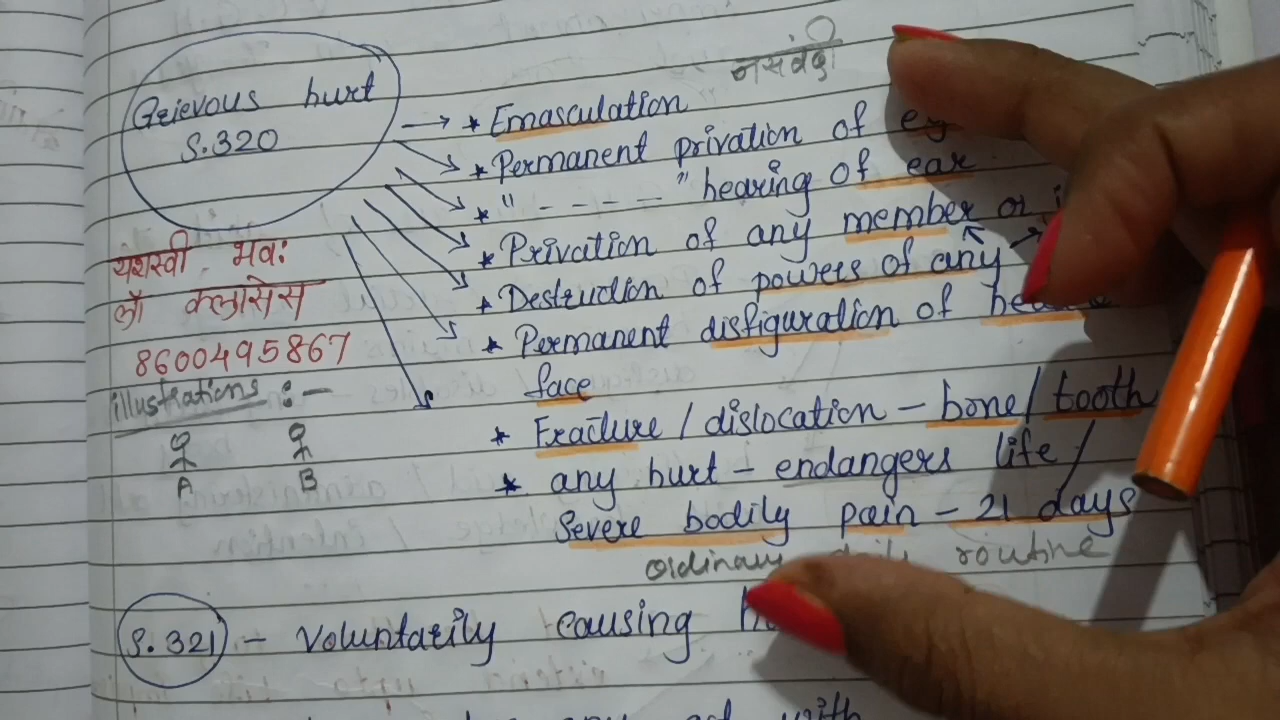 Grievous hurt
S.320
नसबंदी
* Emasculation
* Permanent privation of
* " - - - - - " hearing of ear
* Privation of any member or
* Destruction of powers of any
* Permanent disfiguration of
face
* Fracture / dislocation - bone / tooth
* any hurt - endangers life /
Severe bodily pain - 21 days
ordinary daily routine
यशस्वी भवः
लॉ क्लासेस
8600495867
illustrations :-
A B
S.321 - Voluntarily causing